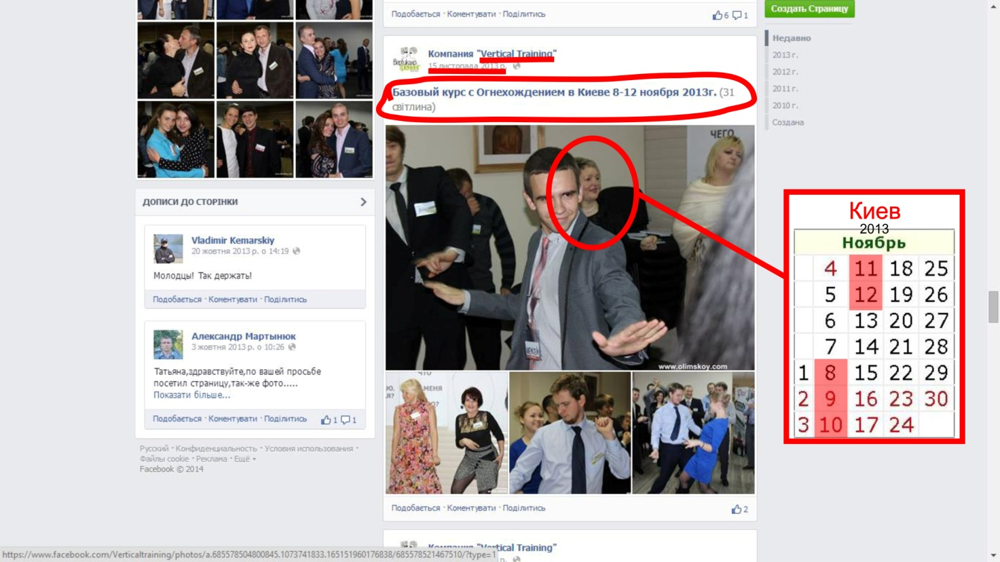 Подобається · Коментувати · Поділитись
6 1
Компания "Vertical Training"
15 листопада 2013 р.
Базовый курс с Огнехождением в Киеве 8-12 ноября 2013г. (31
світлина)
ЧЕГО
www.olimskoy.com
ЧТО
МЕНЯ
Подобається · Коментувати · Поділитись
2
Компания "Vertical Training"
ДОПИСИ ДО СТОРІНКИ
Vladimir Kemarskiy
20 жовтня 2013 р. о 14:19
Молодцы! Так держать!
Подобається · Коментувати · Поділитись
Александр Мартынюк
3 жовтня 2013 р. о 10:26
Татьяна,здравствуйте,по вашей просьбе
посетил страницу,так-же фото.....
Показати більше...
Подобається · Коментувати · Поділитись 1 1
Русский · Конфиденциальность · Условия использования ·
Файлы cookie · Реклама · Ещё
Facebook © 2014
Создать Страницу
Недавно
2013 г.
2012 г.
2011 г.
2010 г.
Создана
Киев
2013
Ноябрь
4 11 18 25
5 12 19 26
6 13 20 27
7 14 21 28
1 8 15 22 29
2 9 16 23 30
3 10 17 24
https://www.facebook.com/Verticaltraining/photos/a.685578504800845.1073741833.165151960176838/685578521467510/?type=1